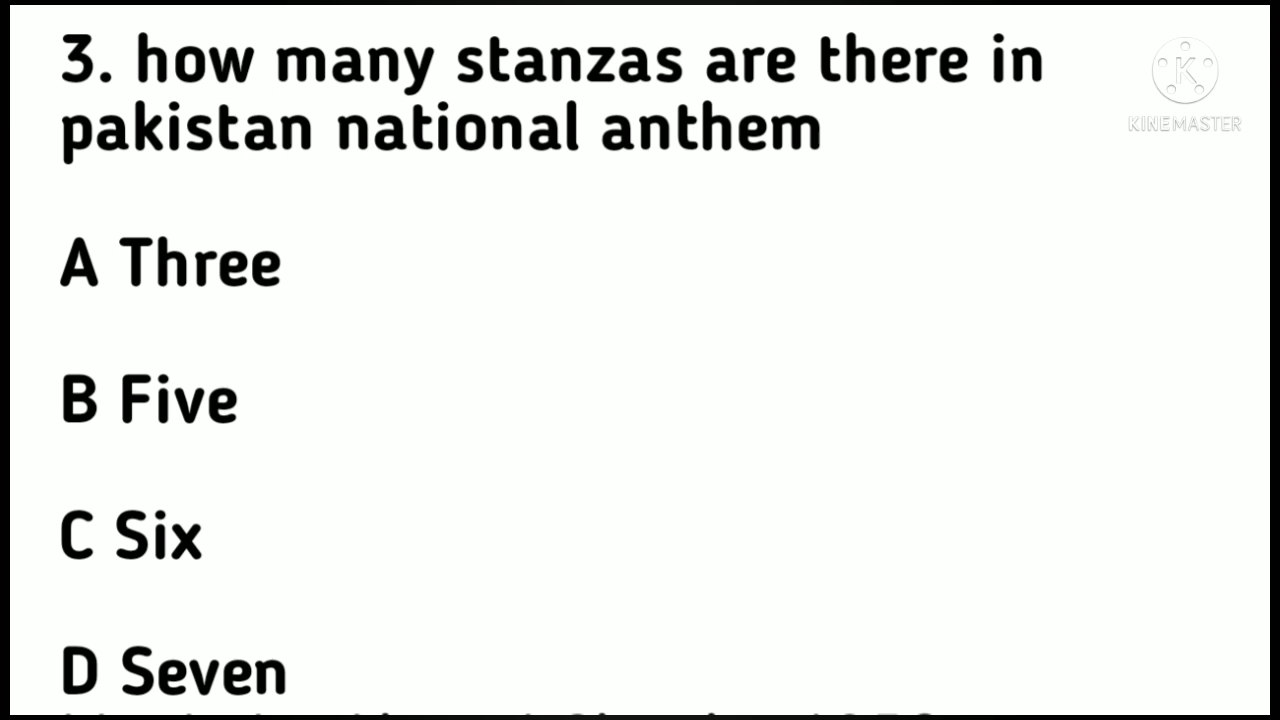 3. how many stanzas are there in
pakistan national anthem
KINEMASTER
A Three
B Five
C Six
D Seven